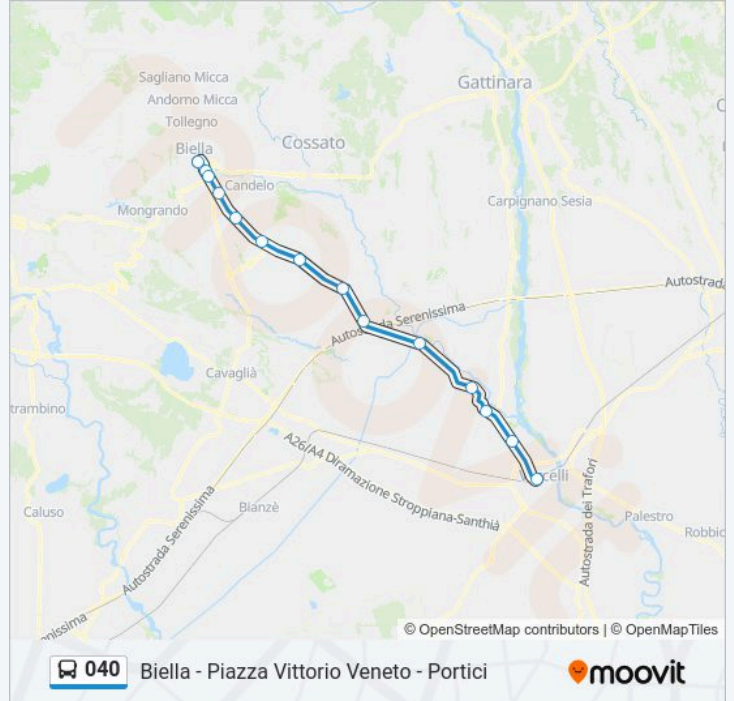 Sagliano Micca
Gattinara
Andorno Micca
Tollegno
Cossato
Biella
Candelo
Mongrando
Carpignano Sesia
Autostrada
Autostrada Serenissima
Cavaglià
trambino
A26/A4 Diramazione Stroppiana-Santhià
Bianzè
Caluso
Autostrada Serenissima
Autostrada dei Trafori
Palestro
Robbio
enissima
© OpenStreetMap contributors | © OpenMapTiles
040 Biella - Piazza Vittorio Veneto - Portici
moovit